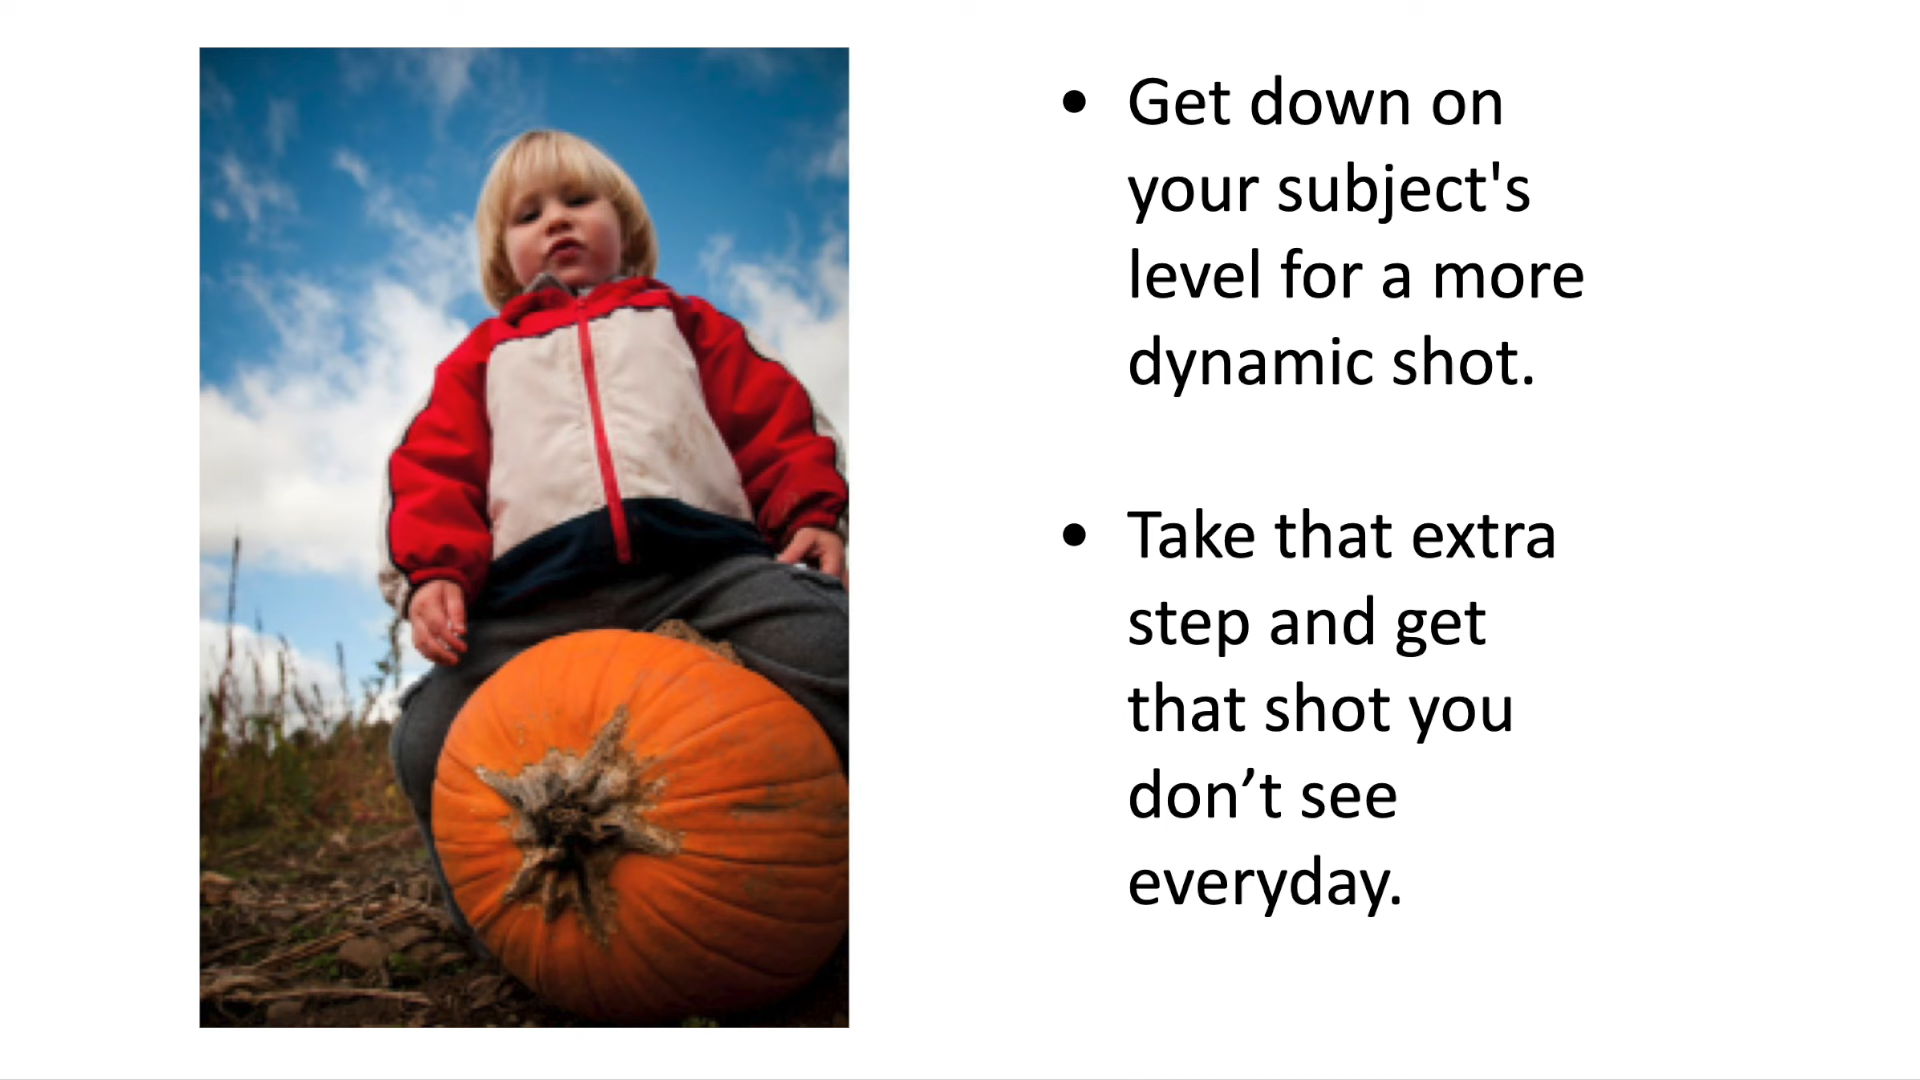 • Get down on
your subject's
level for a more
dynamic shot.
• Take that extra
step and get
that shot you
don’t see
everyday.